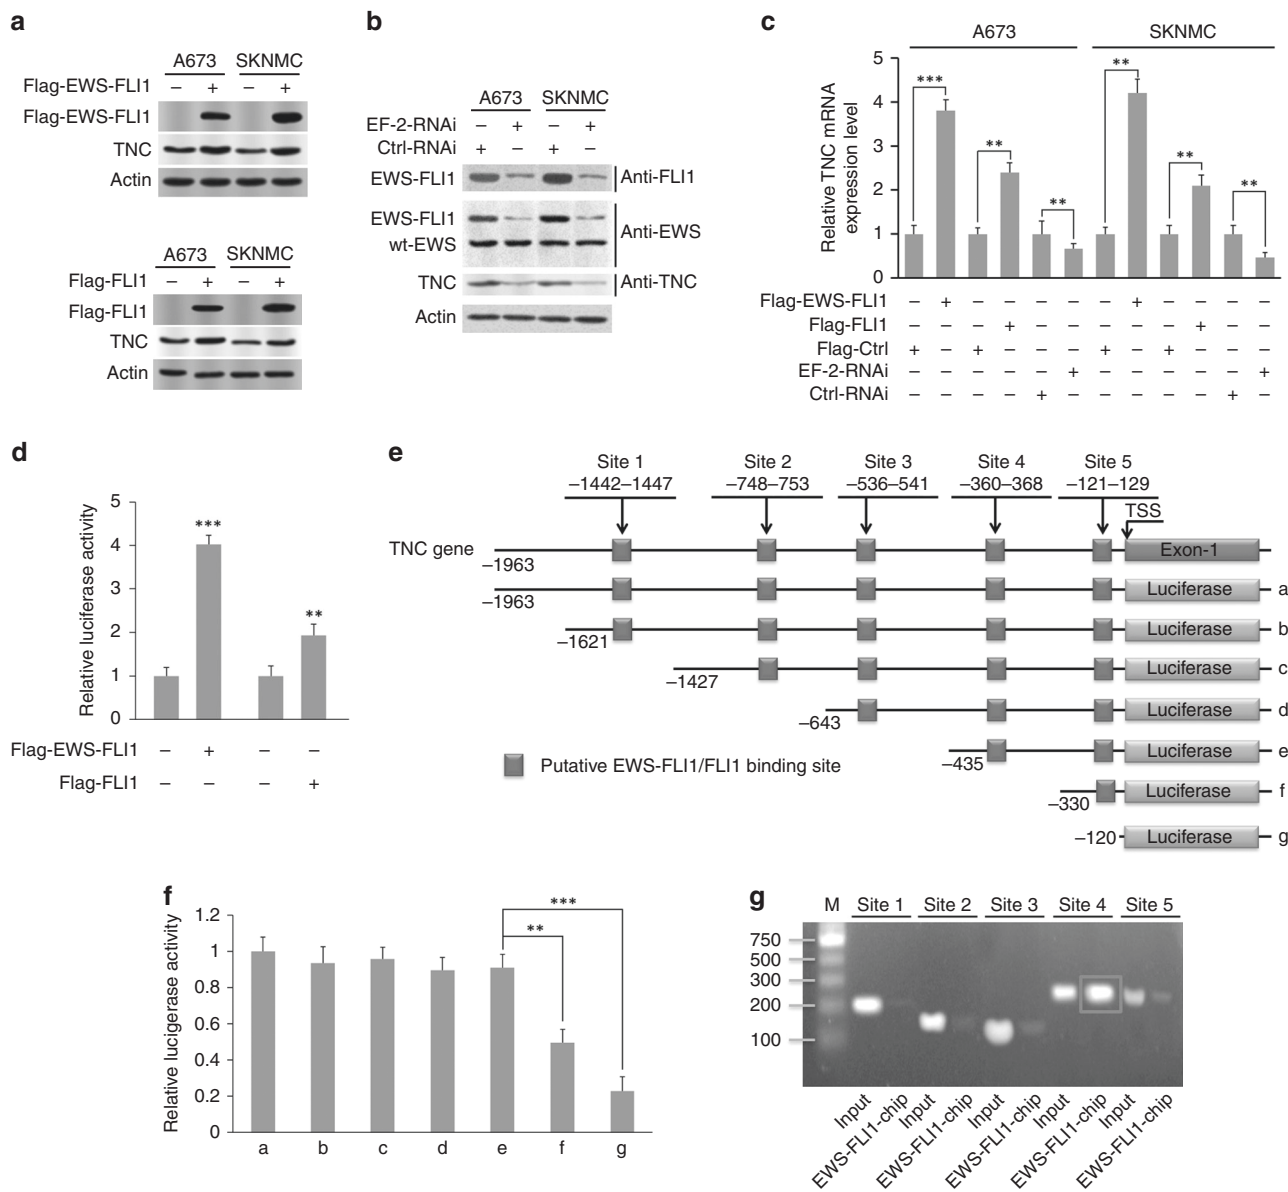 a
A673 SKNMC
Flag-EWS-FLI1 – + – +
Flag-EWS-FLI1
TNC
Actin
A673 SKNMC
Flag-FLI1 – + – +
Flag-FLI1
TNC
Actin
b
A673 SKNMC
EF-2-RNAi – + – +
Ctrl-RNAi + – + –
EWS-FLI1 Anti-FLI1
EWS-FLI1
wt-EWS Anti-EWS
TNC Anti-TNC
Actin
c
A673 SKNMC
Relative TNC mRNA
expression level
5
4
3
2
1
0
*** ** ** ** ** **
Flag-EWS-FLI1 – + – – – – – + – – – –
Flag-FLI1 – – – + – – – – – + – –
Flag-Ctrl + – + – – – + – + – – –
EF-2-RNAi – – – – – + – – – – – +
Ctrl-RNAi – – – – + – – – – – + –
d
Relative luciferase activity
5
4
3
2
1
0
*** **
Flag-EWS-FLI1 – + – –
Flag-FLI1 – – – +
e
Site 1 Site 2 Site 3 Site 4 Site 5
–1442–1447 –748–753 –536–541 –360–368 –121–129
TSS
TNC gene Exon-1
–1963
Luciferase a
–1963
Luciferase b
–1621
Luciferase c
–1427
Luciferase d
–643
Luciferase e
–435
Putative EWS-FLI1/FLI1 binding site
Luciferase f
–330
–120 Luciferase g
f
Relative lucigerase activity
1.2
1
0.8
0.6
0.4
0.2
0
***
**
a b c d e f g
g
M Site 1 Site 2 Site 3 Site 4 Site 5
750
500
300
200
100
Input EWS-FLI1-chip Input EWS-FLI1-chip Input EWS-FLI1-chip Input EWS-FLI1-chip Input EWS-FLI1-chip